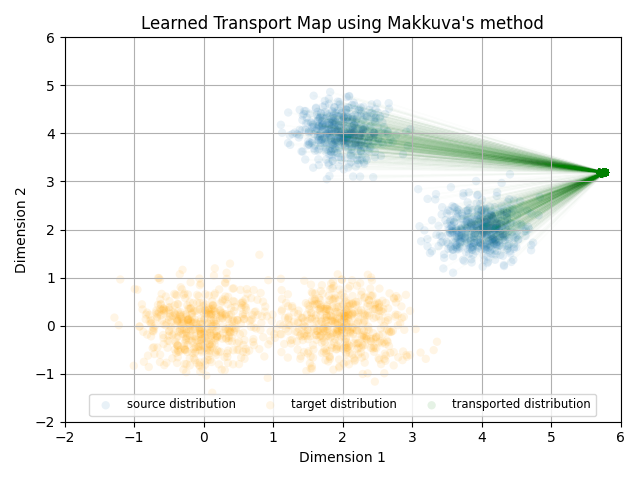 Learned Transport Map using Makkuva's method
6
5
4
3
2
1
0
−1
−2
Dimension 2
source distribution target distribution transported distribution
−2 −1 0 1 2 3 4 5 6
Dimension 1